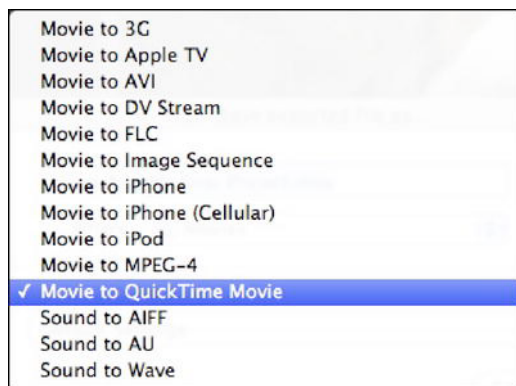 Movie to 3G
Movie to Apple TV
Movie to AVI
Movie to DV Stream
Movie to FLC
Movie to Image Sequence
Movie to iPhone
Movie to iPhone (Cellular)
Movie to iPod
Movie to MPEG-4
✓ Movie to QuickTime Movie
Sound to AIFF
Sound to AU
Sound to Wave